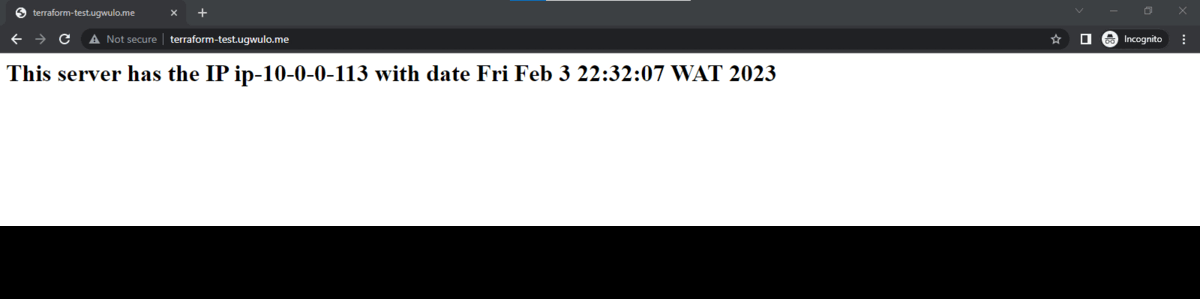 terraform-test.ugwulo.me
Not secure terraform-test.ugwulo.me Incognito
This server has the IP ip-10-0-0-113 with date Fri Feb 3 22:32:07 WAT 2023